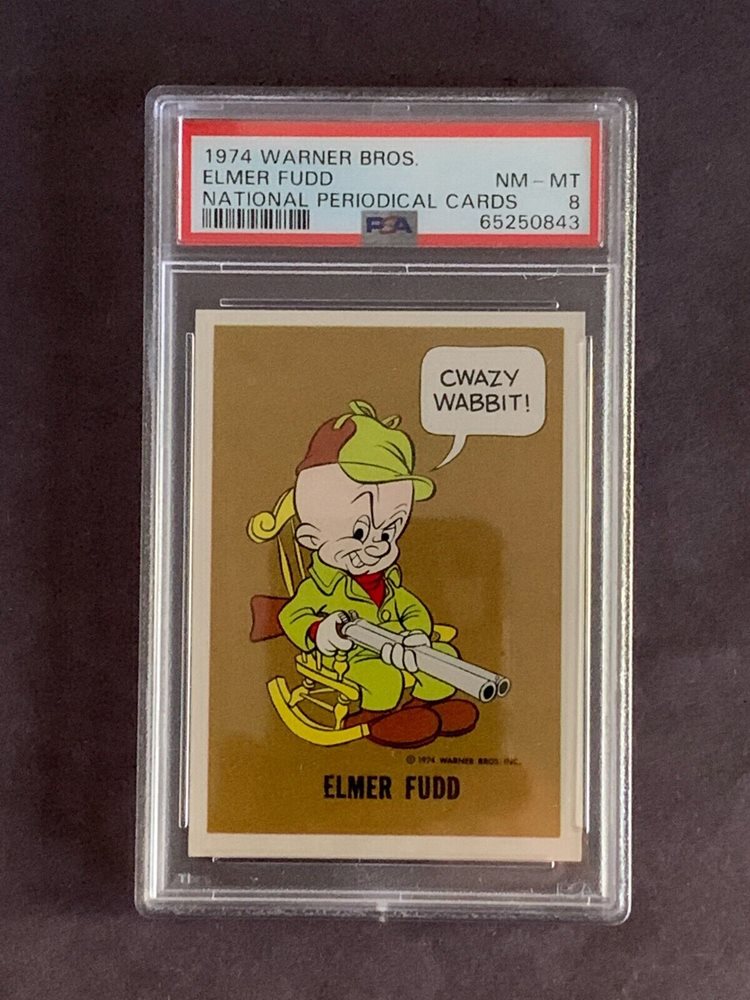 1974 WARNER BROS.
ELMER FUDD NM - MT
NATIONAL PERIODICAL CARDS 8
PSA 65250843
CWAZY
WABBIT!
© 1974 WARNER BROS. INC.
ELMER FUDD